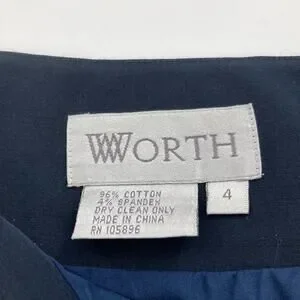 WORTH
96% COTTON
4% SPANDEX
DRY CLEAN ONLY
MADE IN CHINA
RN 105896
4